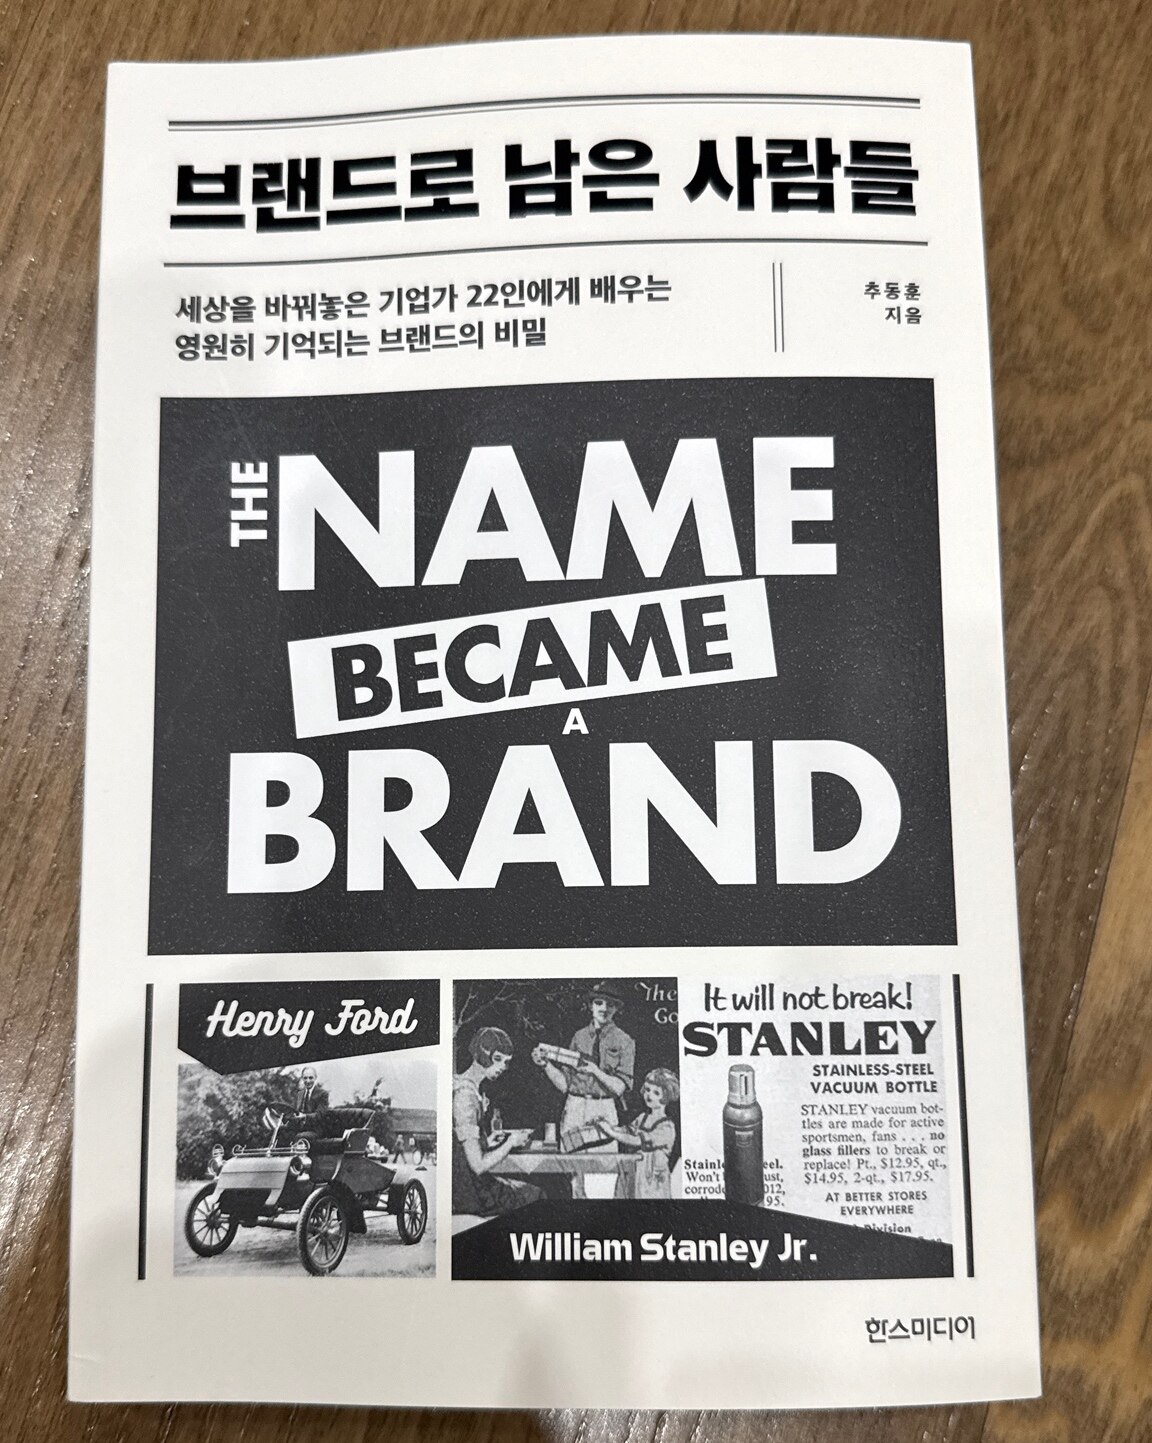 브랜드로 남은 사람들
세상을 바꿔놓은 기업가 22인에게 배우는
영원히 기억되는 브랜드의 비밀
추동훈
지음
THE
NAME
BECAME
A
BRAND
Henry Ford
The
It will not break!
STANLEY
STAINLESS-STEEL
VACUUM BOTTLE
STANLEY vacuum bot-
tles are made for active
sportsmen, fans . . . no
glass fillers to break or
replace! Pt., $12.95, qt.,
$14.95, 2-qt., $17.95.
AT BETTER STORES
EVERYWHERE
Division
William Stanley Jr.
한스미디어